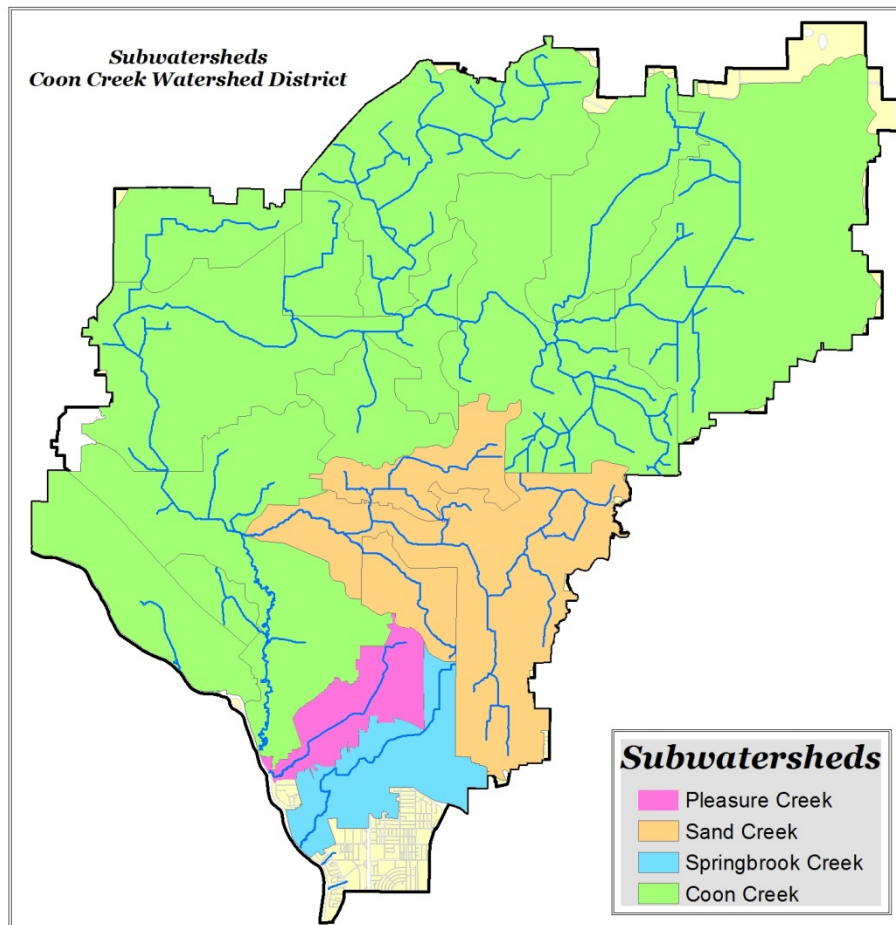 Subwatersheds
Coon Creek Watershed District
Subwatersheds
Pleasure Creek
Sand Creek
Springbrook Creek
Coon Creek